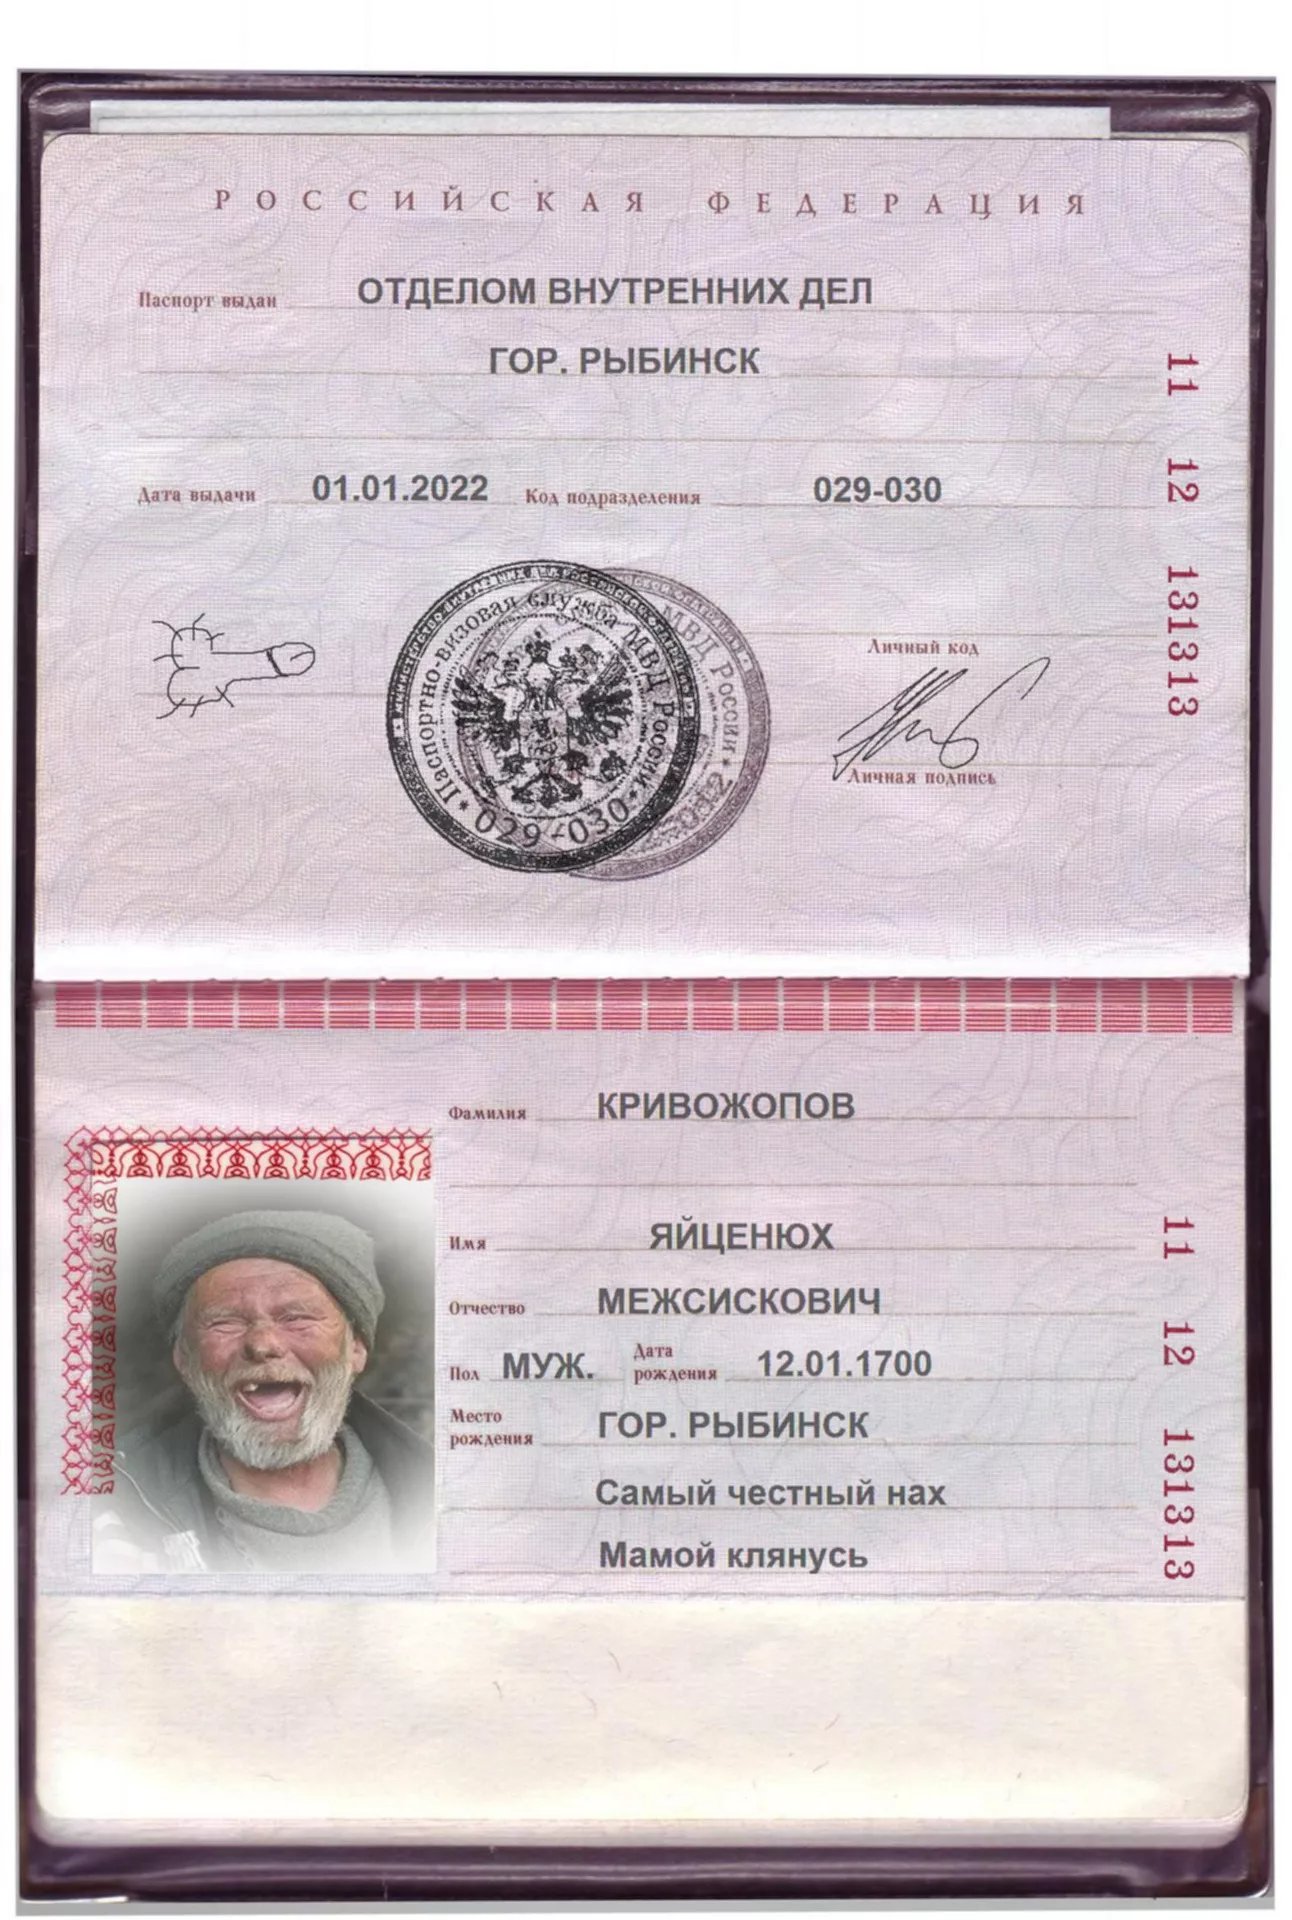 РОССИЙСКАЯ ФЕДЕРАЦИЯ
Паспорт выдан ОТДЕЛОМ ВНУТРЕННИХ ДЕЛ
ГОР. РЫБИНСК
Дата выдачи 01.01.2022 Код подразделения 029-030
11 12 131313
Паспортно-визовая служба МВД России
029-030
МВД России
Личный код
Личная подпись
Фамилия КРИВОЖОПОВ
Имя ЯЙЦЕНЮХ
Отчество МЕЖСИСКОВИЧ
Пол МУЖ. Дата рождения 12.01.1700
Место рождения ГОР. РЫБИНСК
Самый честный нах
Мамой клянусь
11 12 131313